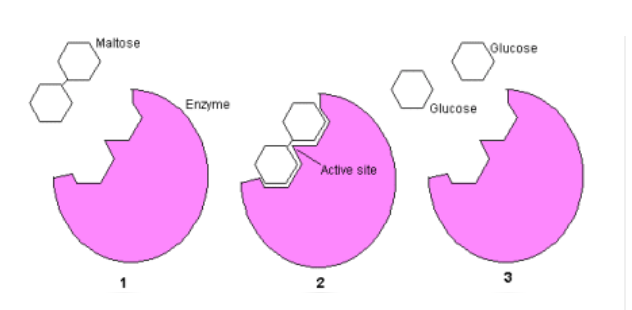 Maltose
Enzyme
Active site
Glucose
Glucose
1
2
3